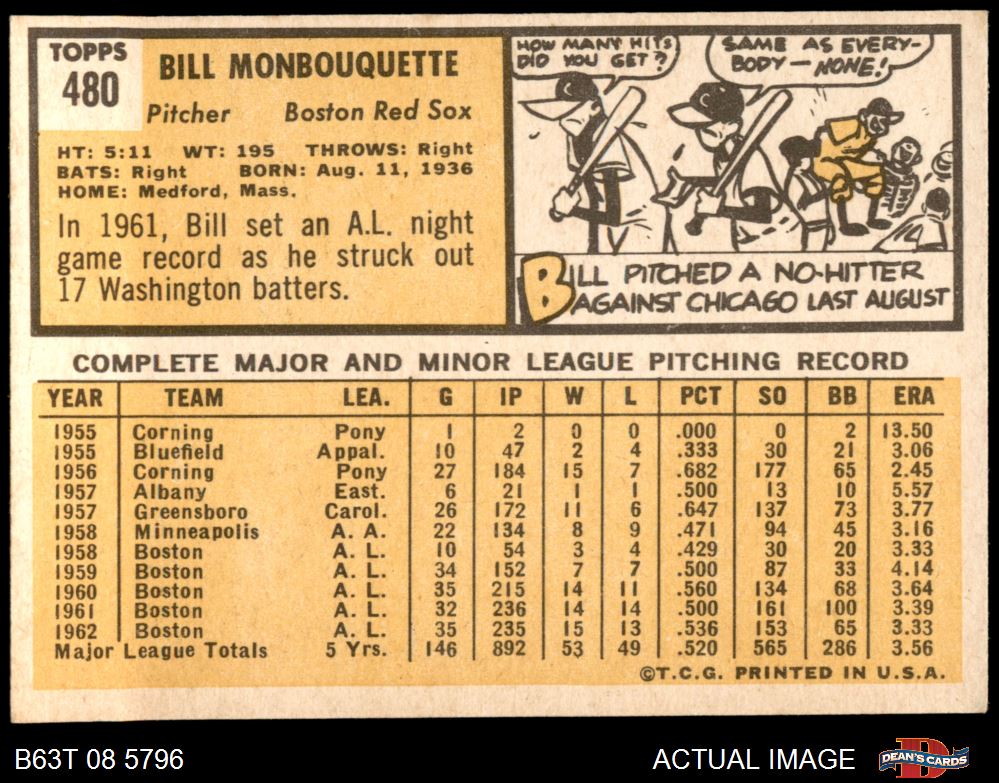 TOPPS
480
BILL MONBOUQUETTE
Pitcher Boston Red Sox
HT: 5:11 WT: 195 THROWS: Right
BATS: Right BORN: Aug. 11, 1936
HOME: Medford, Mass.
In 1961, Bill set an A.L. night
game record as he struck out
17 Washington batters.
HOW MANY HITS
DID YOU GET?
SAME AS EVERY-
BODY — NONE!
BILL PITCHED A NO-HITTER
AGAINST CHICAGO LAST AUGUST
COMPLETE MAJOR AND MINOR LEAGUE PITCHING RECORD
YEAR TEAM LEA. G IP W L PCT SO BB ERA
1955 Corning Pony 1 2 0 0 .000 0 2 13.50
1955 Bluefield Appal. 10 47 2 4 .333 30 21 3.06
1956 Corning Pony 27 184 15 7 .682 177 65 2.45
1957 Albany East. 6 21 1 1 .500 13 10 5.57
1957 Greensboro Carol. 26 172 11 6 .647 137 73 3.77
1958 Minneapolis A. A. 22 134 8 9 .471 94 45 3.16
1958 Boston A. L. 10 54 3 4 .429 30 20 3.33
1959 Boston A. L. 34 152 7 7 .500 87 33 4.14
1960 Boston A. L. 35 215 14 11 .560 134 68 3.64
1961 Boston A. L. 32 236 14 14 .500 161 100 3.39
1962 Boston A. L. 35 235 15 13 .536 153 65 3.33
Major League Totals 5 Yrs. 146 892 53 49 .520 565 286 3.56
©T.C.G. PRINTED IN U.S.A.
B63T 08 5796 ACTUAL IMAGE DEAN'S CARDS